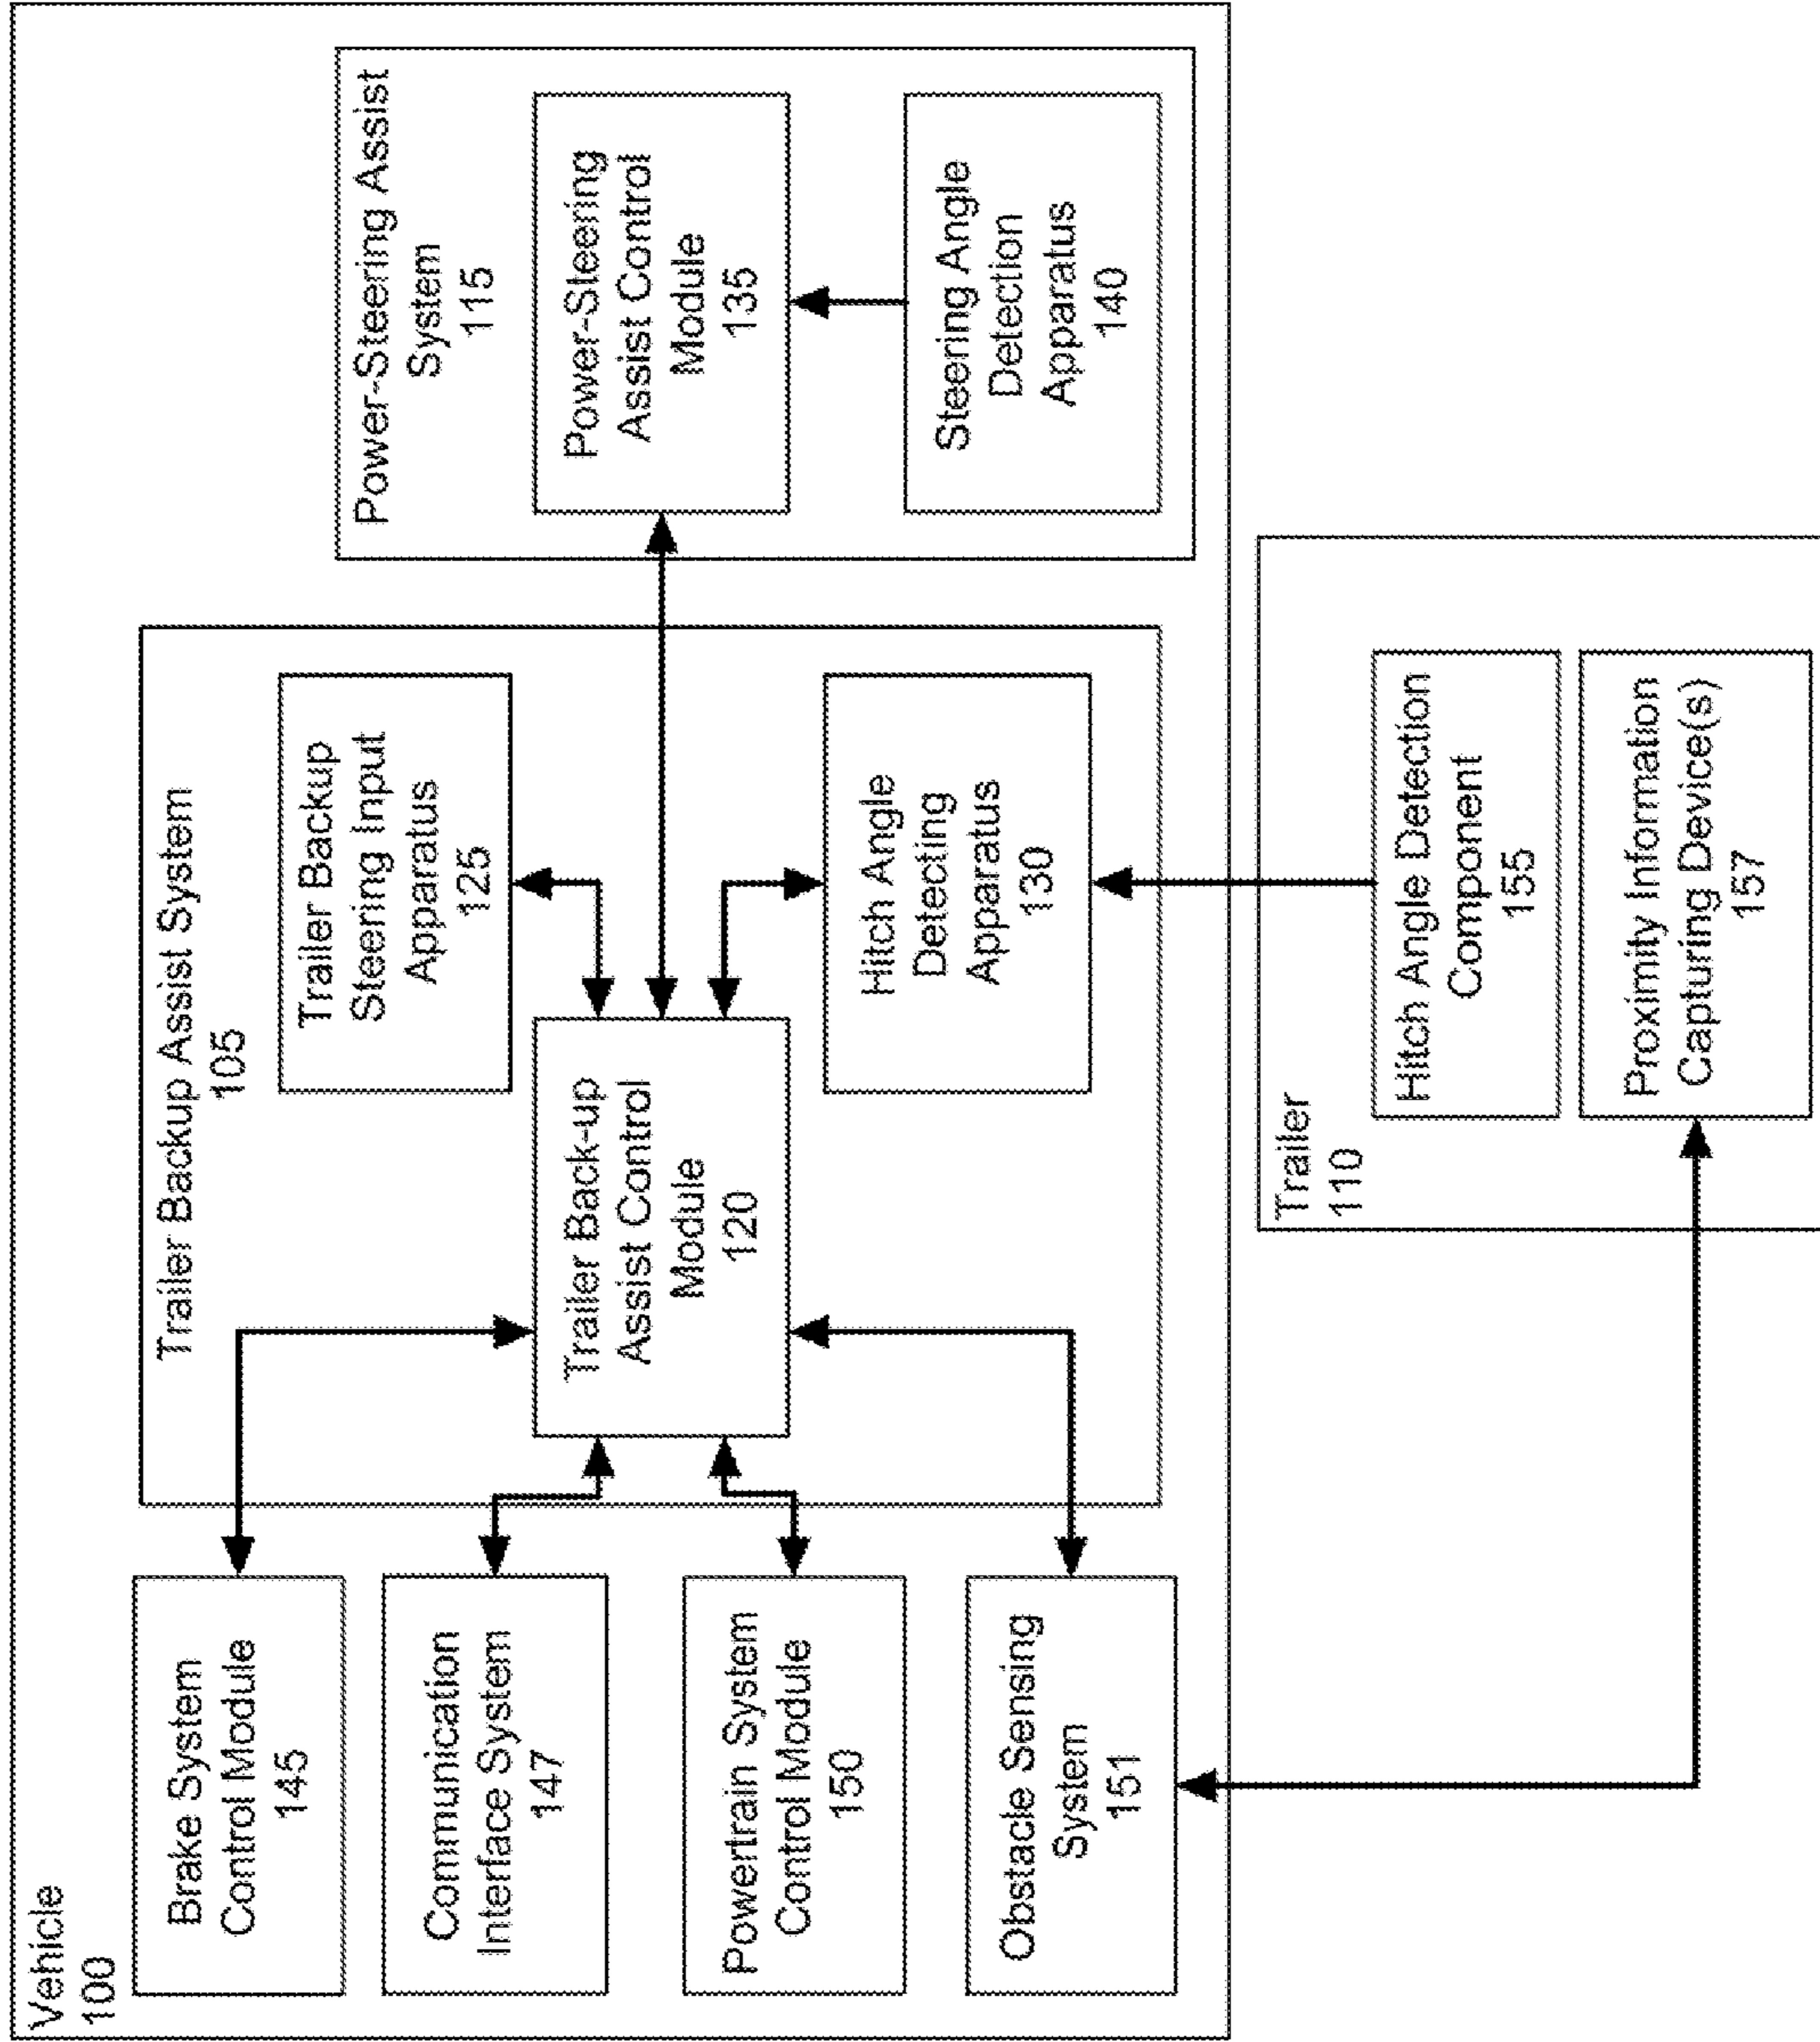 Vehicle
100
Brake System
Control Module
145
Communication
Interface System
147
Powertrain System
Control Module
150
Obstacle Sensing
System
151
Trailer Backup Assist System
105
Trailer Backup
Steering Input
Apparatus
125
Trailer Back-up
Assist Control
Module
120
Hitch Angle
Detecting
Apparatus
130
Power-Steering Assist
System
115
Power-Steering
Assist Control
Module
135
Steering Angle
Detection
Apparatus
140
Trailer
110
Hitch Angle Detection
Component
155
Proximity Information
Capturing Device(s)
157